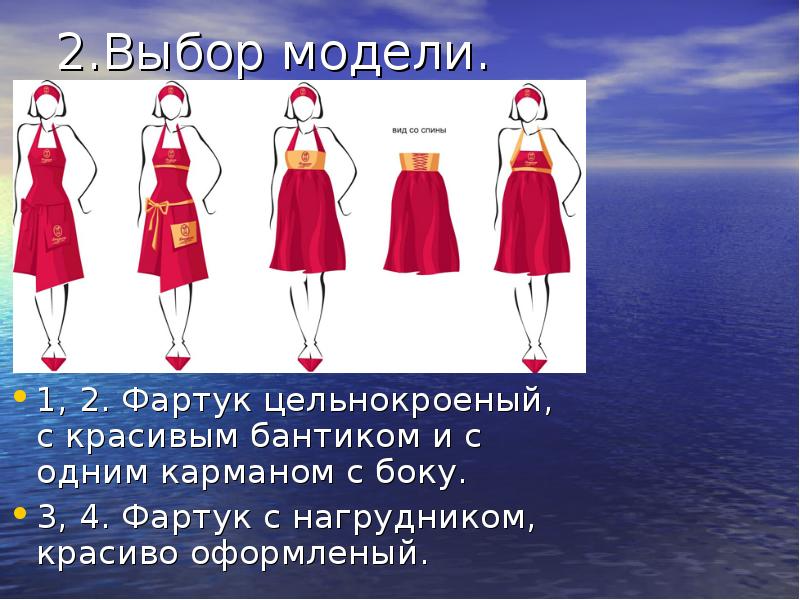 2.Выбор модели.
вид со спины
1, 2. Фартук цельнокроеный,
с красивым бантиком и с
одним карманом с боку.
3, 4. Фартук с нагрудником,
красиво оформленый.